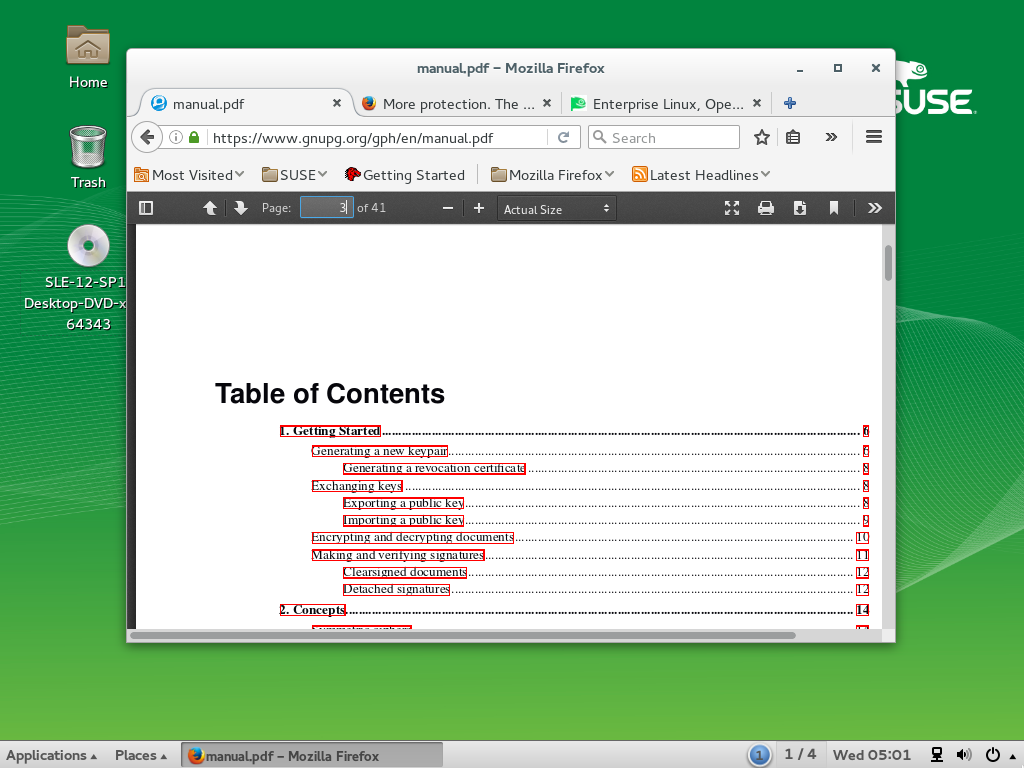 Home
Trash
SLE-12-SP1
Desktop-DVD-x
64343
SUSE
manual.pdf – Mozilla Firefox
manual.pdf
More protection. The ...
Enterprise Linux, Ope...
https://www.gnupg.org/gph/en/manual.pdf
Search
Most Visited
SUSE
Getting Started
Mozilla Firefox
Latest Headlines
Page: 3 of 41
Actual Size
Table of Contents
1. Getting Started 6
Generating a new keypair 6
Generating a revocation certificate 8
Exchanging keys 8
Exporting a public key 8
Importing a public key 9
Encrypting and decrypting documents 10
Making and verifying signatures 11
Clearsigned documents 12
Detached signatures 12
2. Concepts 14
Applications
Places
manual.pdf – Mozilla Firefox
1
1 / 4
Wed 05:01